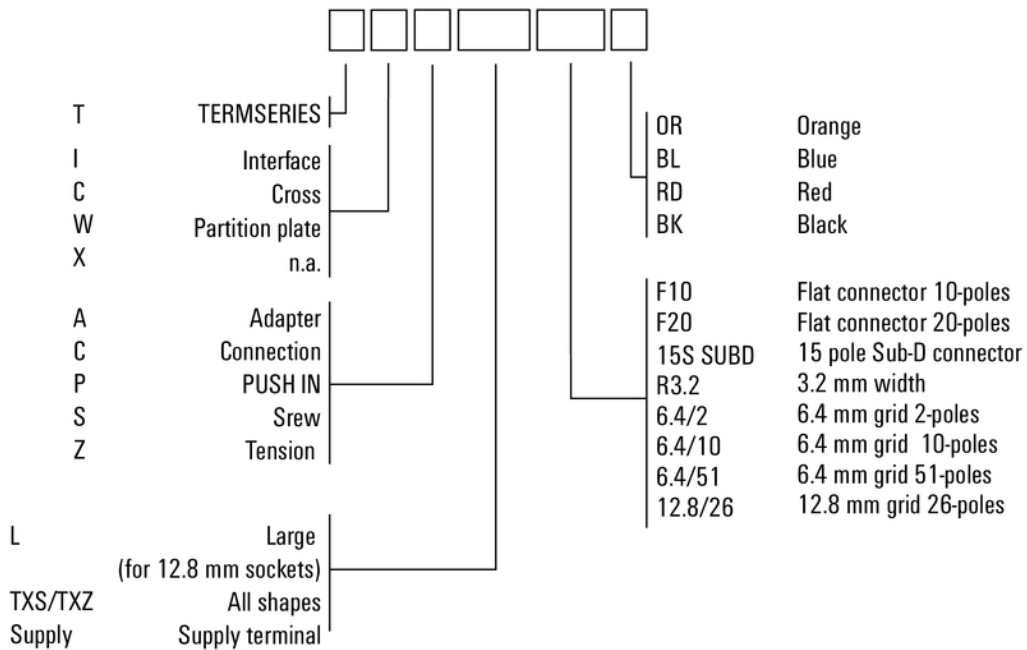 T TERMSERIES
I Interface
C Cross
W Partition plate
X n.a.
A Adapter
C Connection
P PUSH IN
S Srew
Z Tension
L Large
(for 12.8 mm sockets)
TXS/TXZ All shapes
Supply Supply terminal
OR Orange
BL Blue
RD Red
BK Black
F10 Flat connector 10-poles
F20 Flat connector 20-poles
15S SUBD 15 pole Sub-D connector
R3.2 3.2 mm width
6.4/2 6.4 mm grid 2-poles
6.4/10 6.4 mm grid 10-poles
6.4/51 6.4 mm grid 51-poles
12.8/26 12.8 mm grid 26-poles